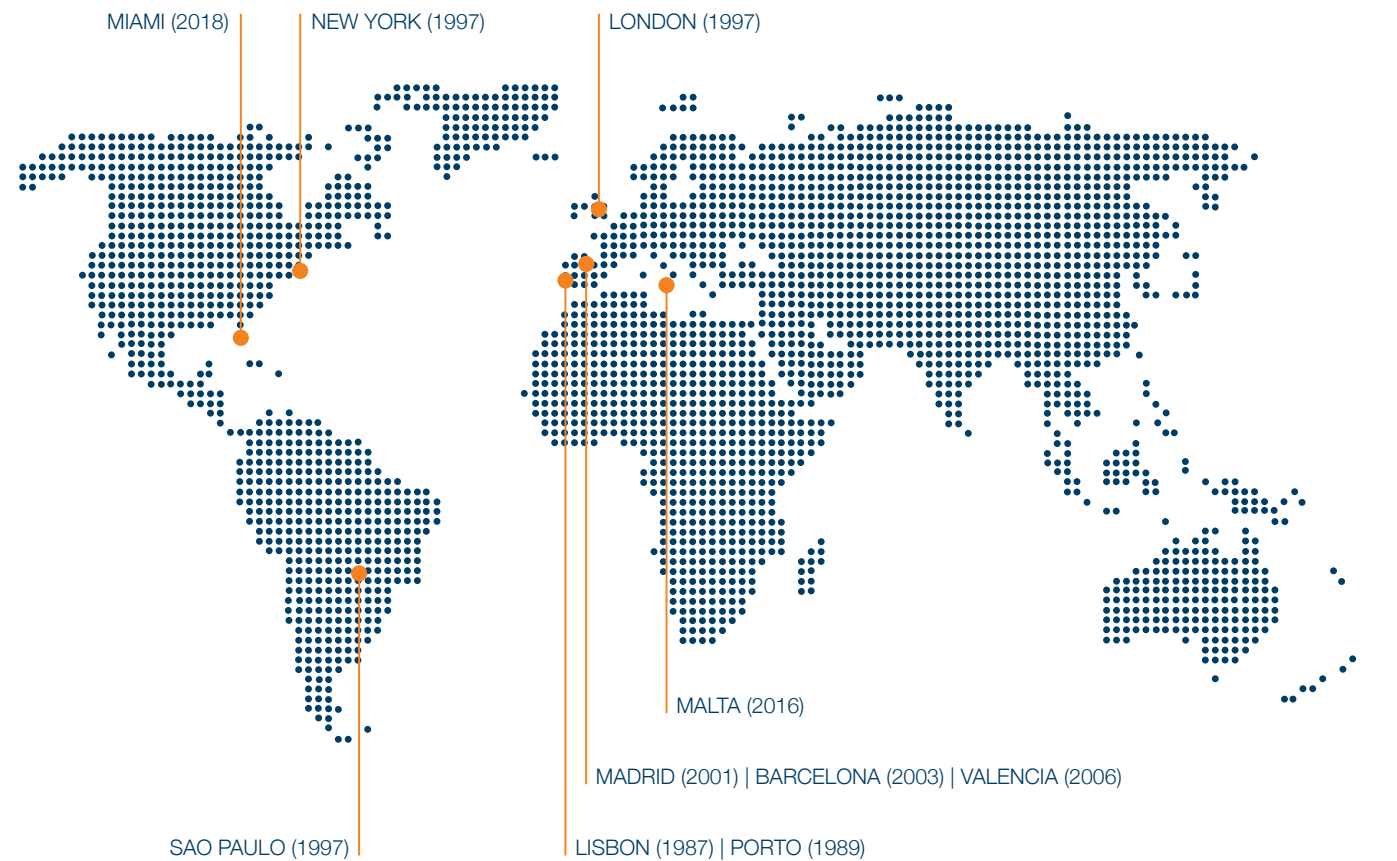 MIAMI (2018)
NEW YORK (1997)
LONDON (1997)
MALTA (2016)
MADRID (2001) | BARCELONA (2003) | VALENCIA (2006)
SAO PAULO (1997)
LISBON (1987) | PORTO (1989)